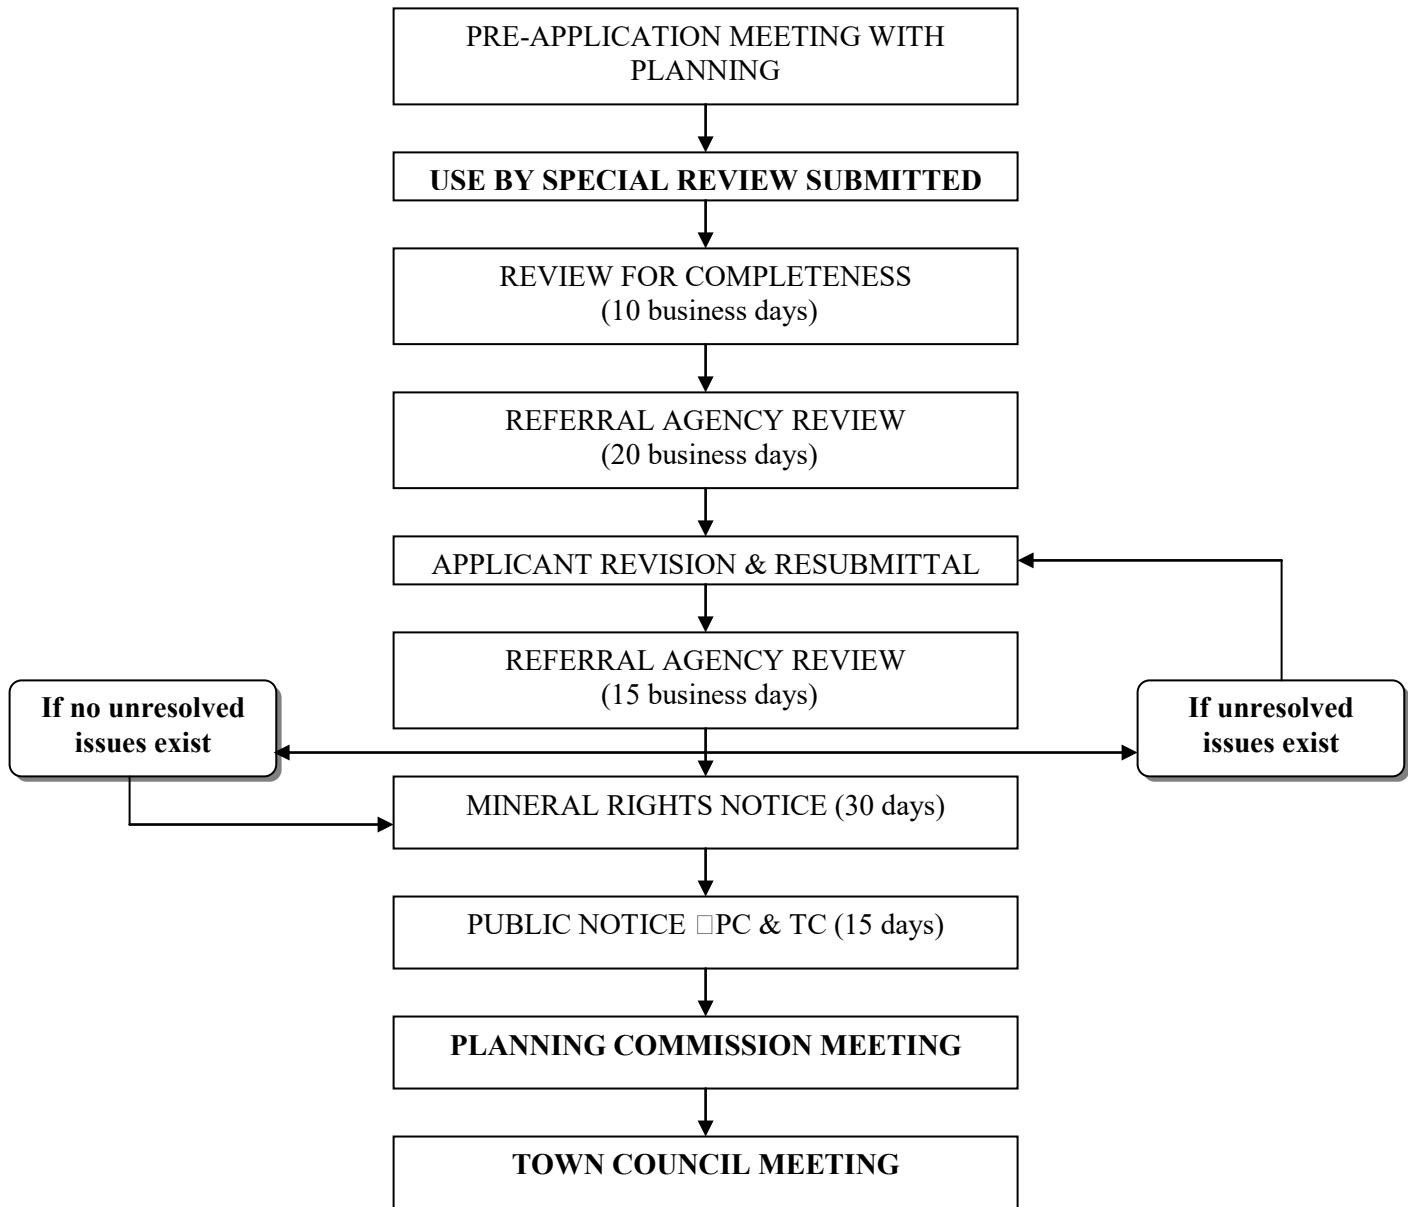 PRE-APPLICATION MEETING WITH
PLANNING
USE BY SPECIAL REVIEW SUBMITTED
REVIEW FOR COMPLETENESS
(10 business days)
REFERRAL AGENCY REVIEW
(20 business days)
APPLICANT REVISION & RESUBMITTAL
REFERRAL AGENCY REVIEW
(15 business days)
If no unresolved
issues exist
If unresolved
issues exist
MINERAL RIGHTS NOTICE (30 days)
PUBLIC NOTICE □PC & TC (15 days)
PLANNING COMMISSION MEETING
TOWN COUNCIL MEETING